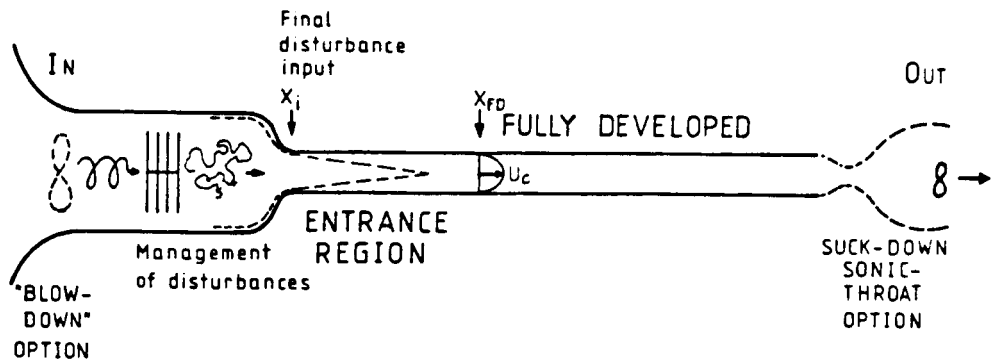 Final
disturbance
input
IN
OUT
Xi
XFD
FULLY DEVELOPED
Uc
ENTRANCE
REGION
Management
of disturbances
"BLOW-
DOWN"
OPTION
SUCK-DOWN
SONIC-
THROAT
OPTION